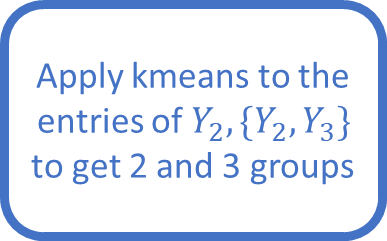 Apply kmeans to the
entries of Y₂, {Y₂, Y₃}
to get 2 and 3 groups